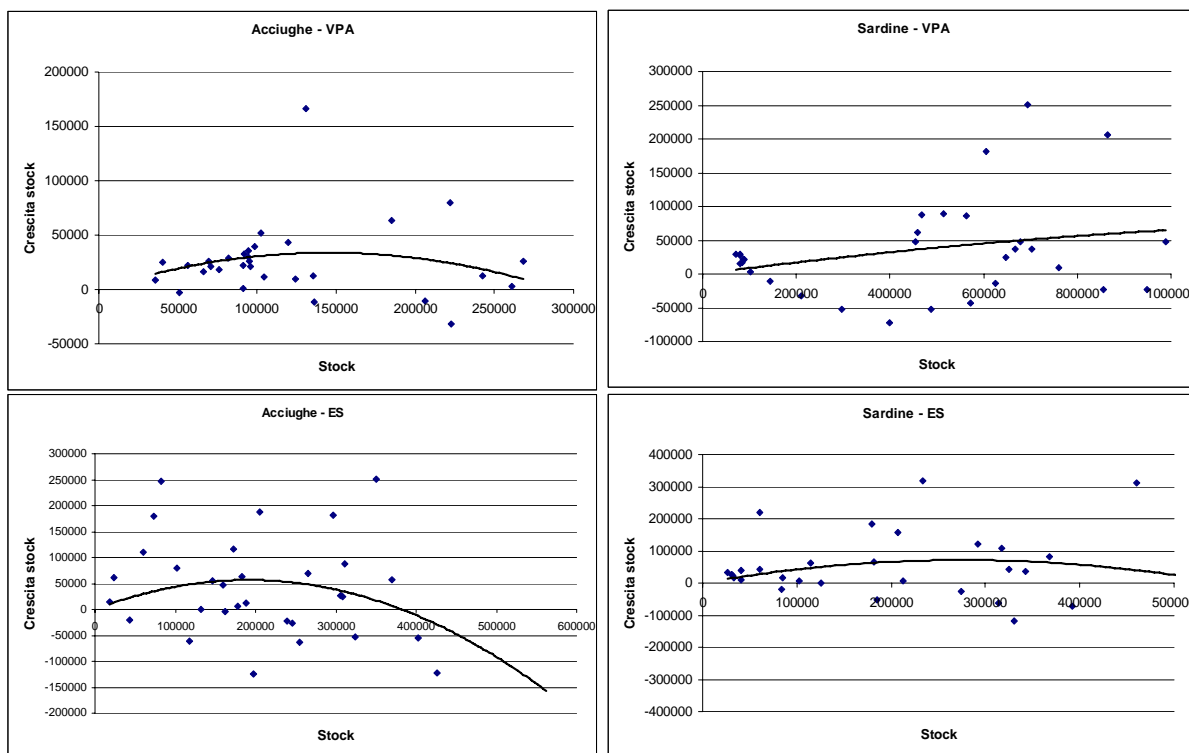 Acciughe - VPA
200000
150000
100000
50000
0
-50000
0 50000 100000 150000 200000 250000 300000
Crescita stock
Stock
Sardine - VPA
300000
250000
200000
150000
100000
50000
0
-50000
-100000
0 200000 400000 600000 800000 100000
Crescita stock
Stock
Acciughe - ES
300000
250000
200000
150000
100000
50000
0
-50000
-100000
-150000
-200000
0 100000 200000 300000 400000 500000 600000
Crescita stock
Stock
Sardine - ES
400000
300000
200000
100000
0
-100000
-200000
-300000
-400000
0 100000 200000 300000 400000 50000
Crescita stock
Stock